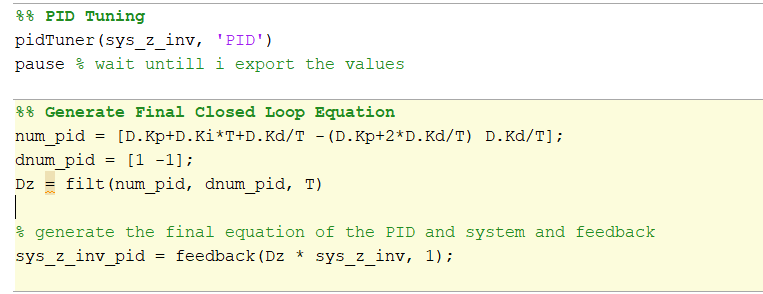 %% PID Tuning
pidTuner(sys_z_inv, 'PID')
pause % wait untill i export the values
%% Generate Final Closed Loop Equation
num_pid = [D.Kp+D.Ki*T+D.Kd/T -(D.Kp+2*D.Kd/T) D.Kd/T];
dnum_pid = [1 -1];
Dz = filt(num_pid, dnum_pid, T)
% generate the final equation of the PID and system and feedback
sys_z_inv_pid = feedback(Dz * sys_z_inv, 1);